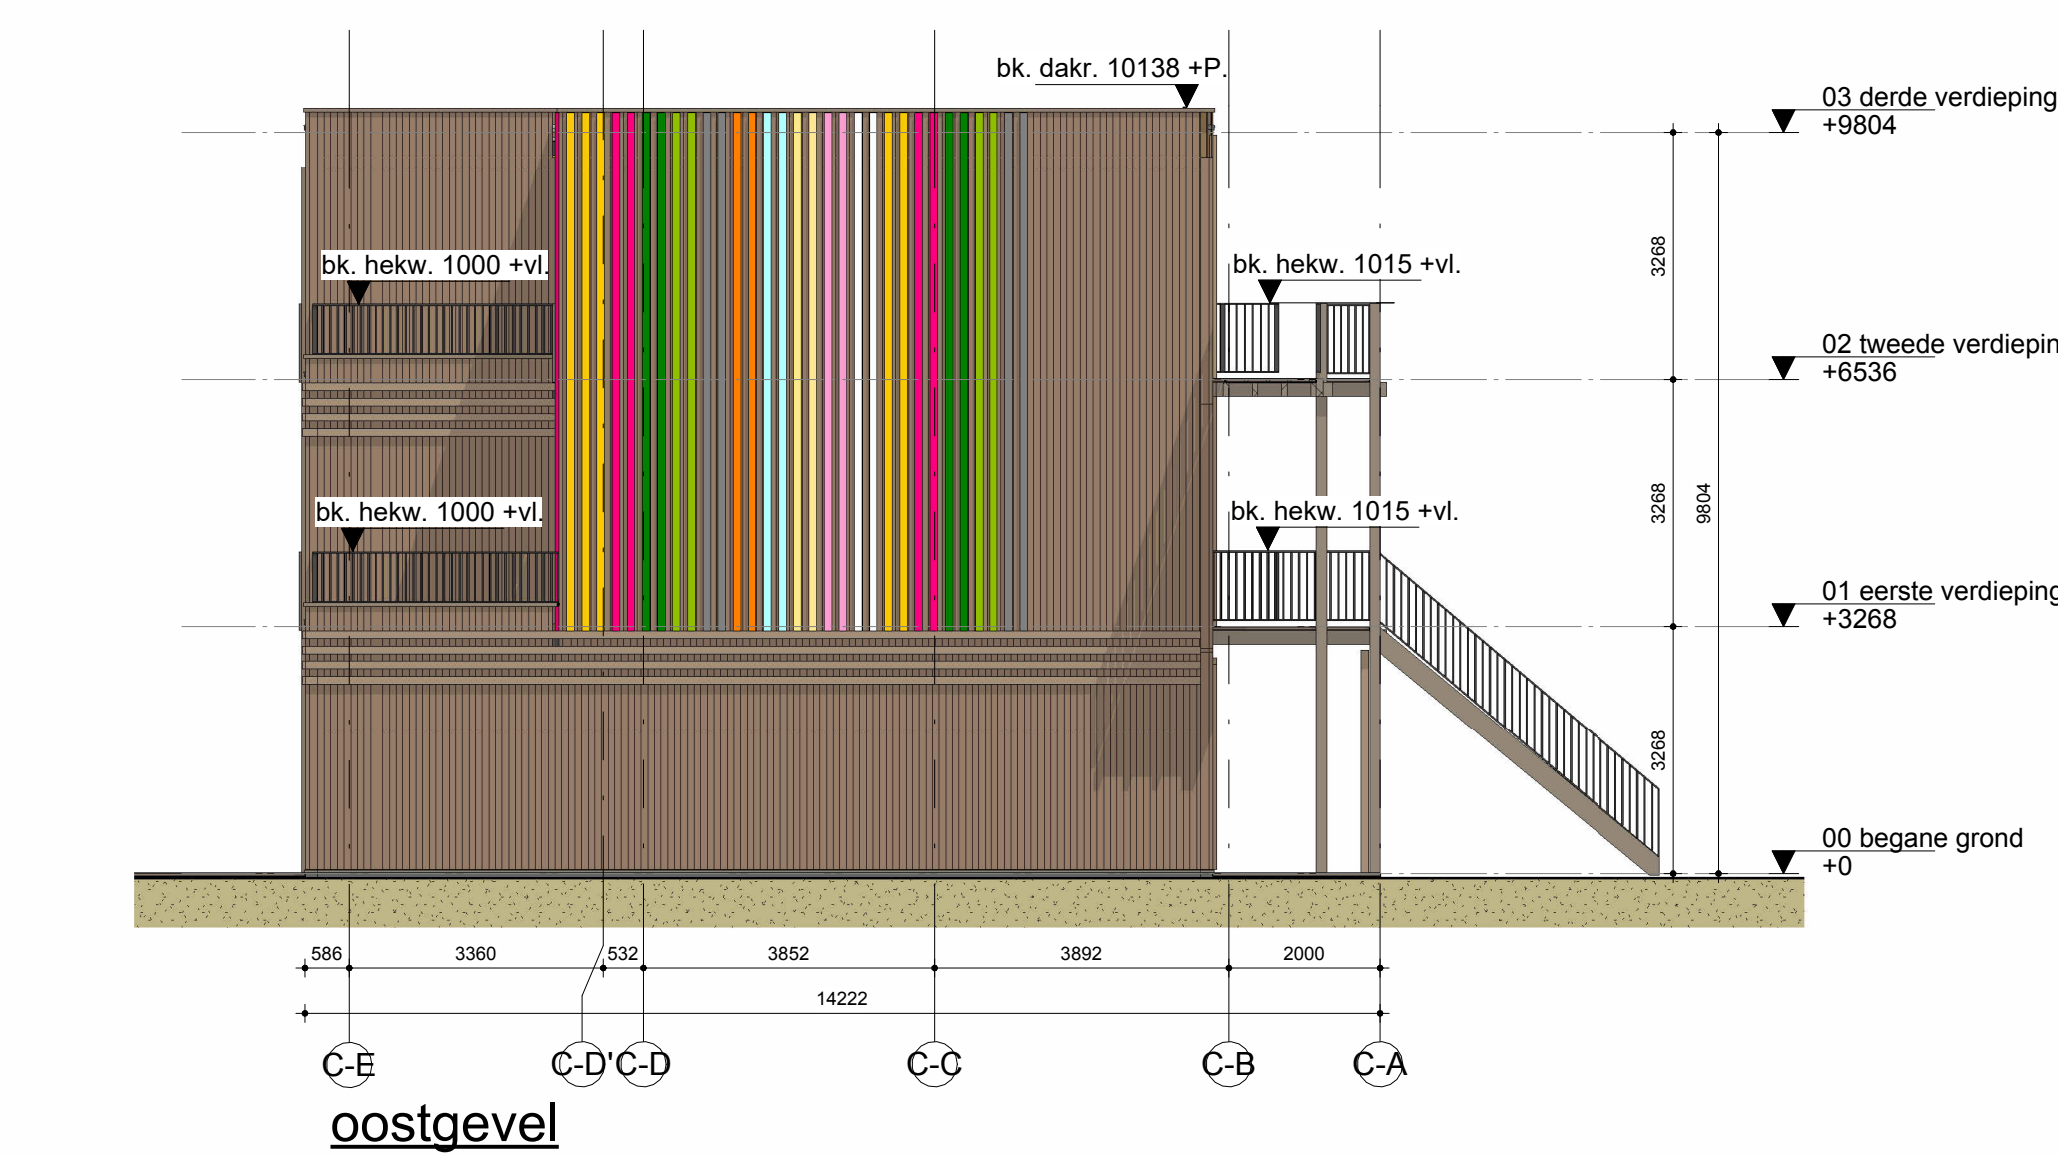 bk. dakr. 10138 +P.
03 derde verdieping
+9804
bk. hekw. 1000 +vl.
bk. hekw. 1015 +vl.
3268
02 tweede verdiepin
+6536
bk. hekw. 1000 +vl.
bk. hekw. 1015 +vl.
3268
9804
01 eerste verdieping
+3268
3268
00 begane grond
+0
586
3360
532
3852
3892
2000
14222
C-E
C-D'
C-D
C-C
C-B
C-A
oostgevel